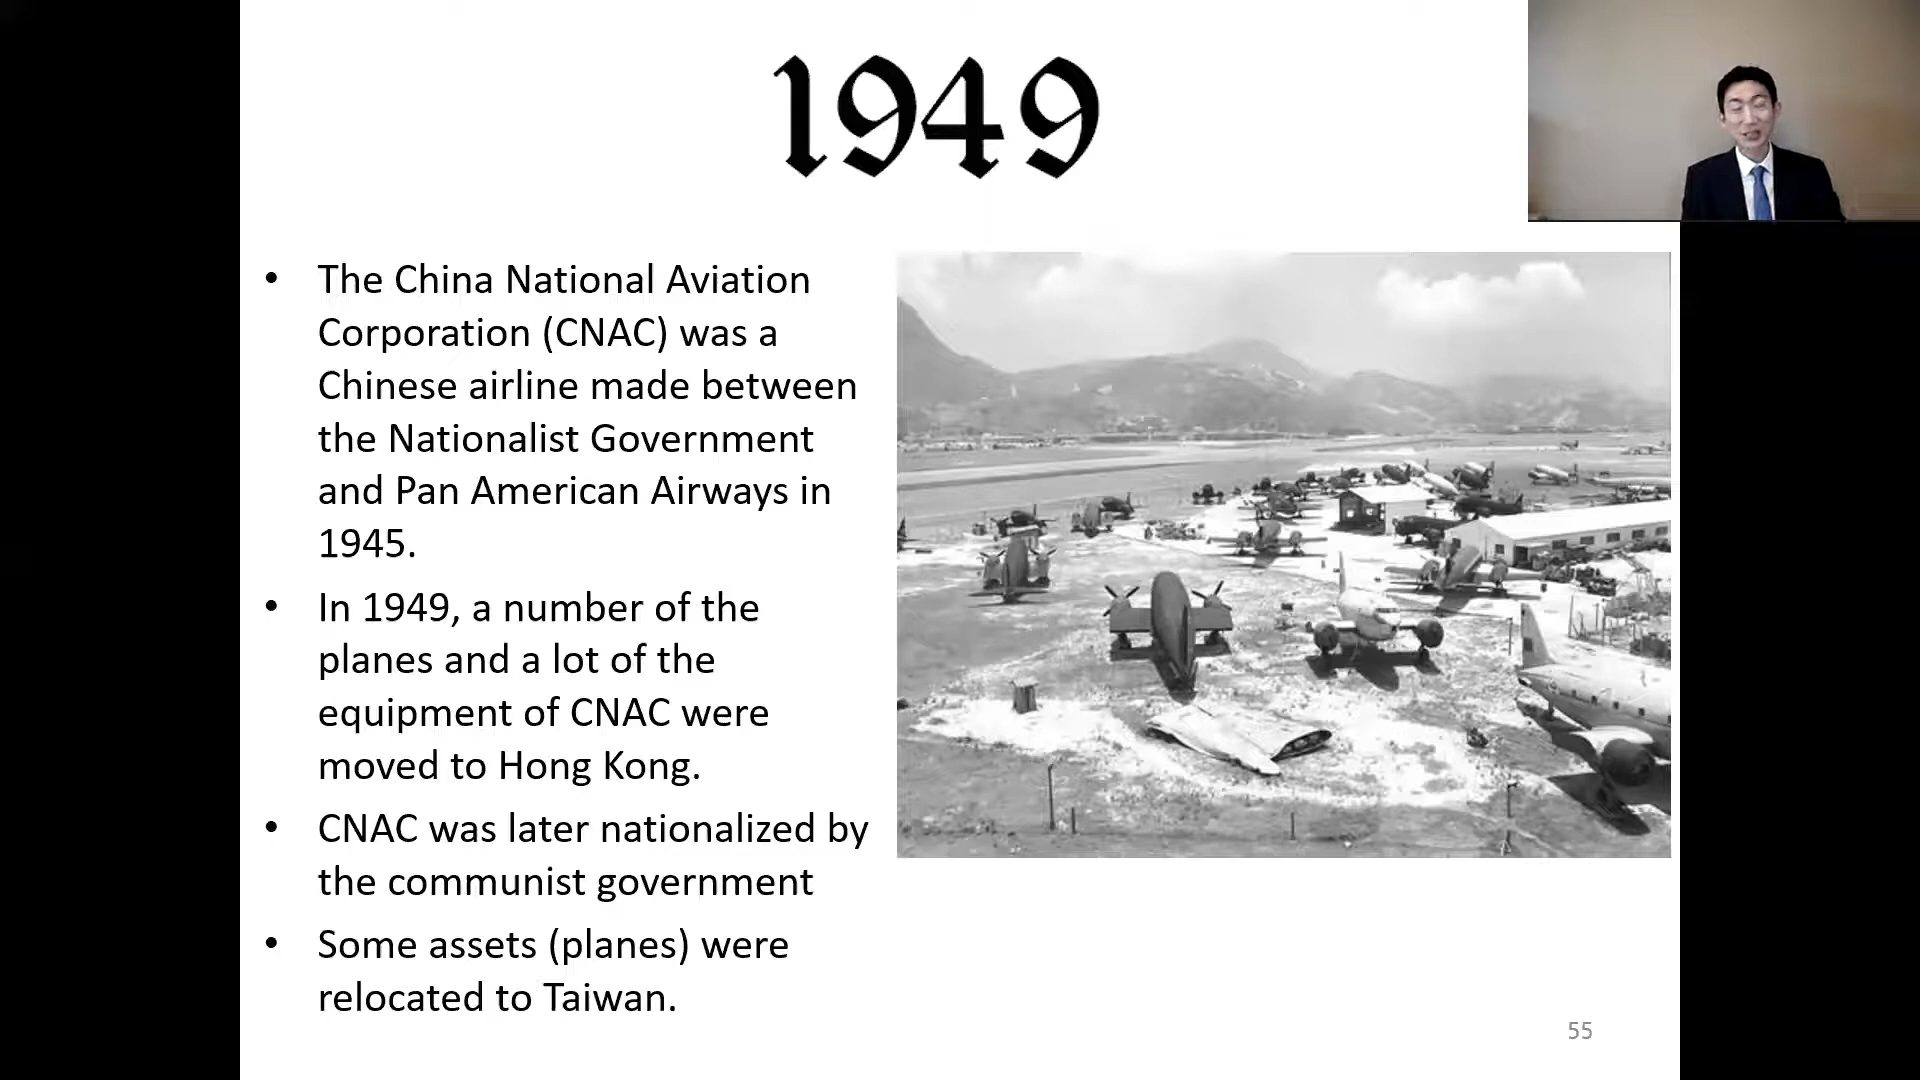 1949
• The China National Aviation
Corporation (CNAC) was a
Chinese airline made between
the Nationalist Government
and Pan American Airways in
1945.
• In 1949, a number of the
planes and a lot of the
equipment of CNAC were
moved to Hong Kong.
• CNAC was later nationalized by
the communist government
• Some assets (planes) were
relocated to Taiwan.
55